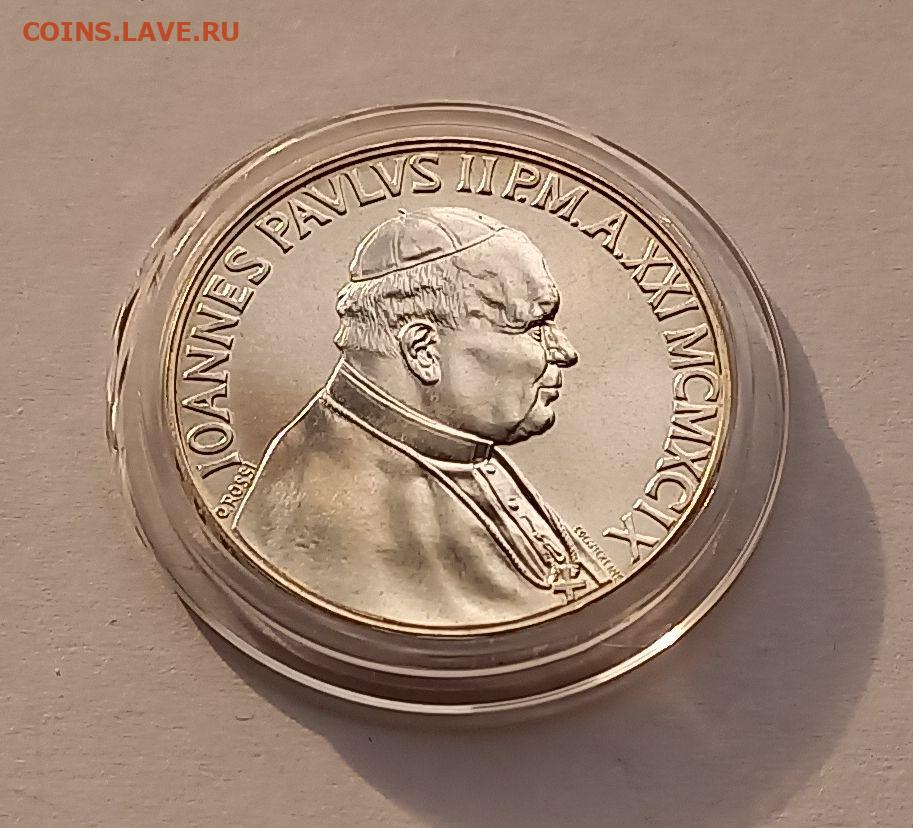 COINS.LAVE.RU
IOANNES PAVLVS II P.M.A.XXI MCMXCIX
C.ROSSI